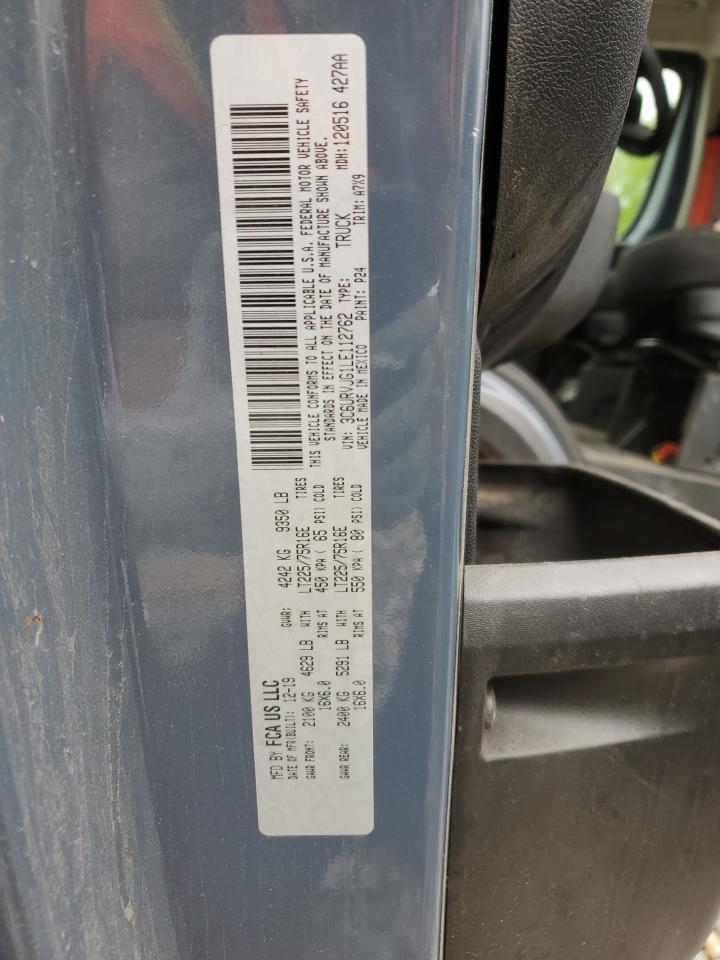 MFD BY FCA US LLC
DATE OF MFR(BUILT): 12-19 GVWR: 4242 KG 9350 LB
GAWR FRONT: 2100 KG 4629 LB WITH LT225/75R16E TIRES
16X6.0 RIMS AT 450 KPA ( 65 PSI) COLD
GAWR REAR: 2400 KG 5291 LB WITH LT225/75R16E TIRES
16X6.0 RIMS AT 550 KPA ( 80 PSI) COLD
THIS VEHICLE CONFORMS TO ALL APPLICABLE U.S.A. FEDERAL MOTOR VEHICLE SAFETY
STANDARDS IN EFFECT ON THE DATE OF MANUFACTURE SHOWN ABOVE.
MDH:120516 427AA
VIN: 3C6URVJG1LE112762 TYPE: TRUCK
VEHICLE MADE IN MEXICO PAINT: P24 TRIM: A7X9